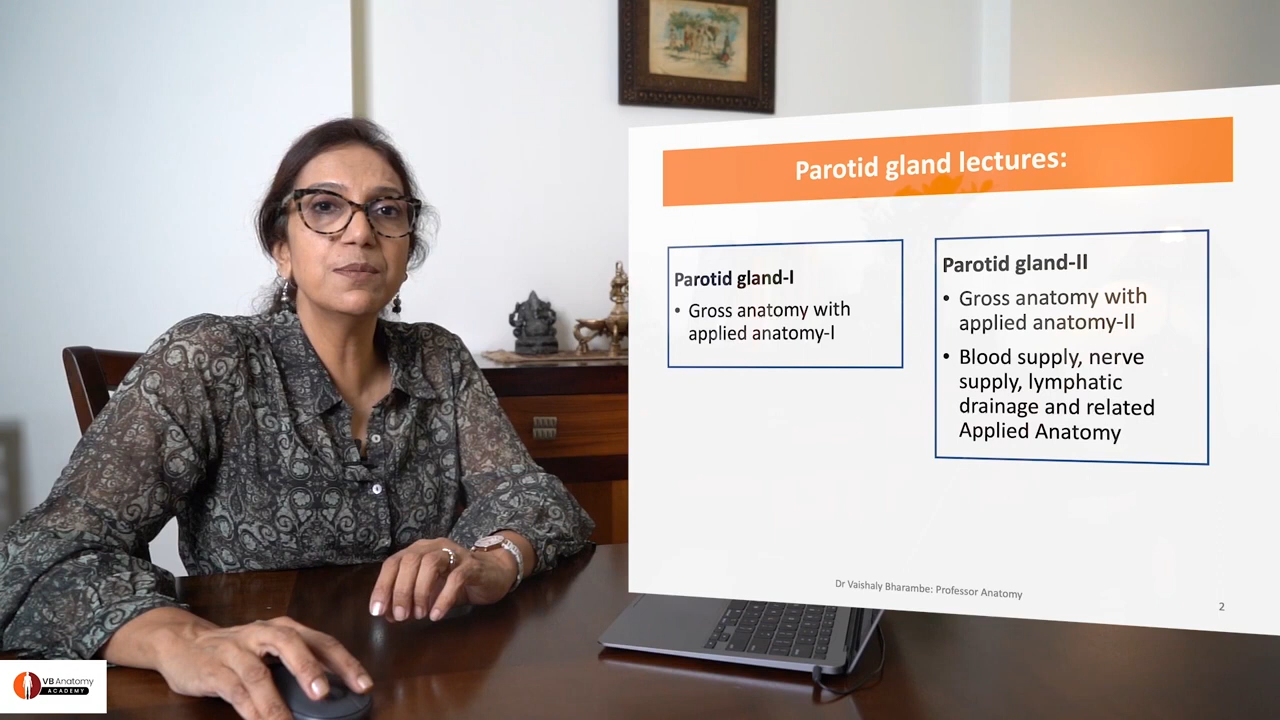 Parotid gland lectures:
Parotid gland-I
• Gross anatomy with
applied anatomy-I
Parotid gland-II
• Gross anatomy with
applied anatomy-II
• Blood supply, nerve
supply, lymphatic
drainage and related
Applied Anatomy
Dr Vaishaly Bharambe: Professor Anatomy
2
VB Anatomy
ACADEMY